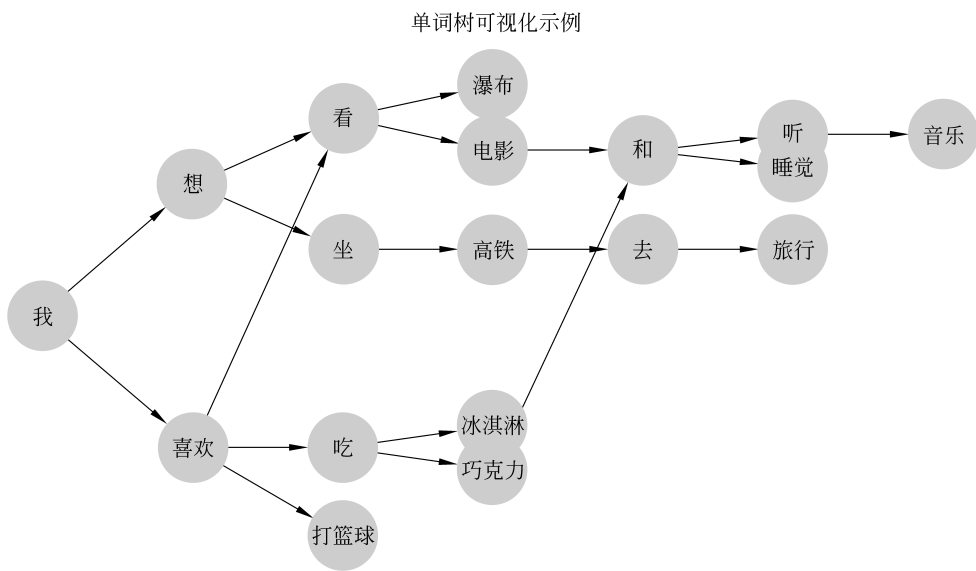 单词树可视化示例
瀑布
看
听
音乐
电影
和
睡觉
想
坐
高铁
去
旅行
我
冰淇淋
喜欢
吃
巧克力
打篮球